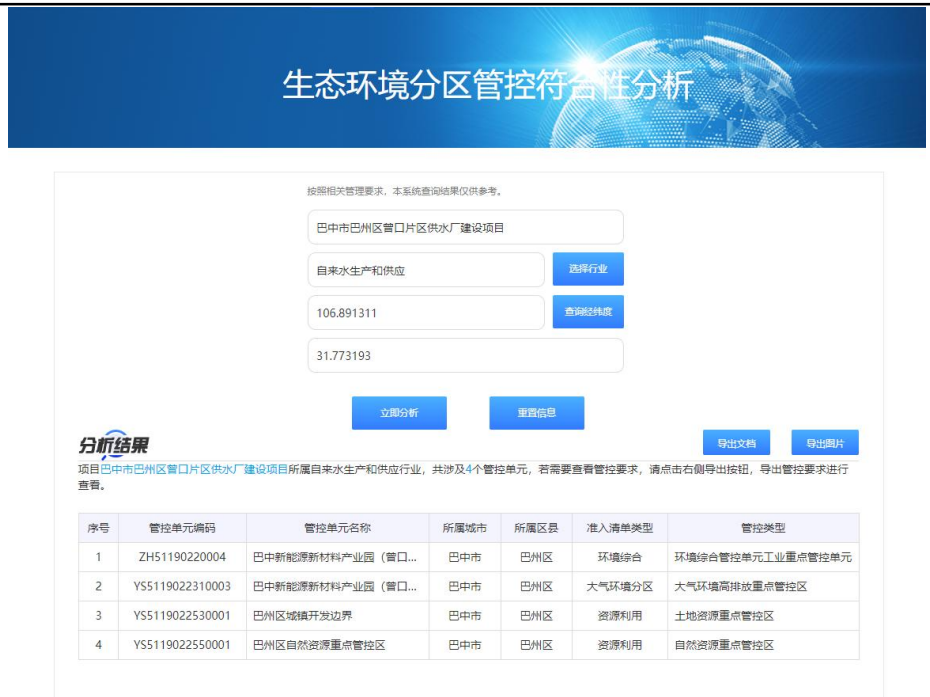 生态环境分区管控符合性分析
按照相关管理要求，本系统查询结果仅供参考。
巴中市巴州区曾口片区供水厂建设项目
自来水生产和供应
选择行业
106.891311
查询经纬度
31.773193
立即分析
重置信息
分析结果
导出文档
导出图片
项目巴中市巴州区曾口片区供水厂建设项目所属自来水生产和供应行业，共涉及4个管控单元，若需要查看管控要求，请点击右侧导出按钮，导出管控要求进行
查看。
序号 管控单元编码 管控单元名称 所属城市 所属区县 准入清单类型 管控类型
1 ZH51190220004 巴中新能源新材料产业园（曾口... 巴中市 巴州区 环境综合 环境综合管控单元工业重点管控单元
2 YS5119022310003 巴中新能源新材料产业园（曾口... 巴中市 巴州区 大气环境分区 大气环境高排放重点管控区
3 YS5119022530001 巴州区城镇开发边界 巴中市 巴州区 资源利用 土地资源重点管控区
4 YS5119022550001 巴州区自然资源重点管控区 巴中市 巴州区 资源利用 自然资源重点管控区